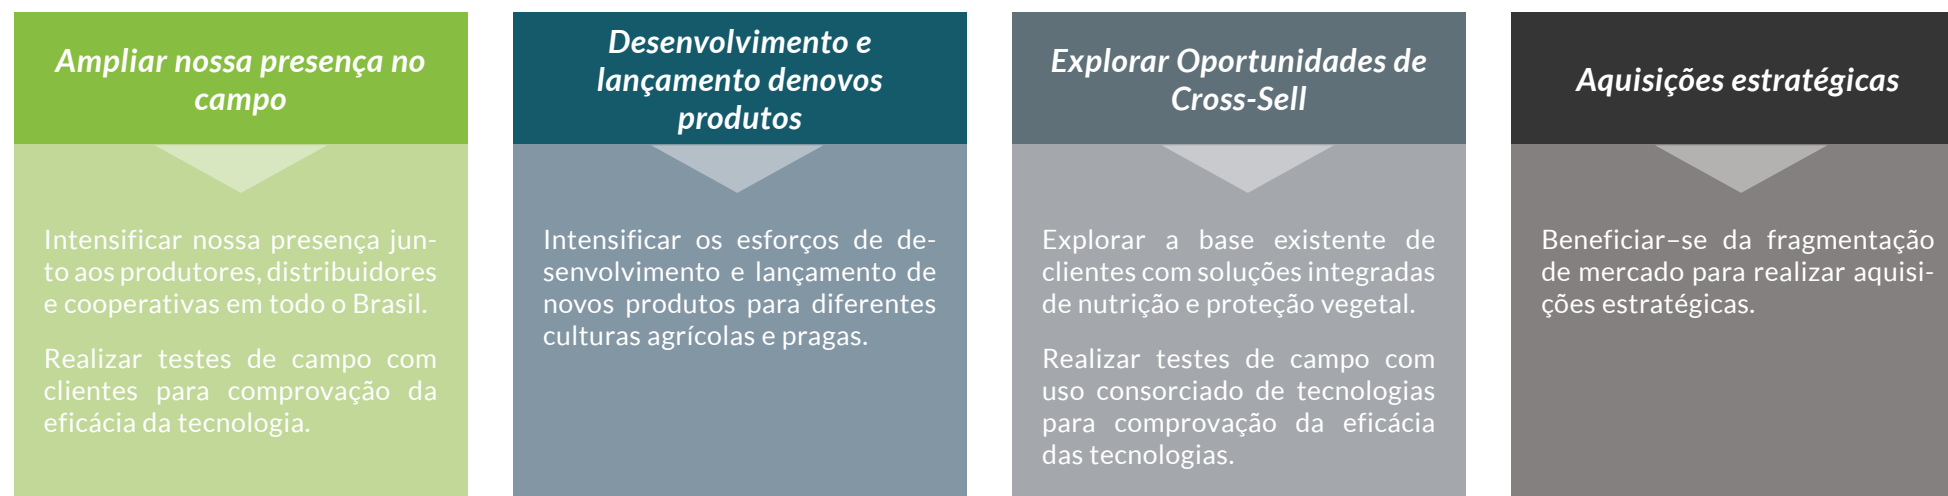 Ampliar nossa presença no
campo
Intensificar nossa presença jun-
to aos produtores, distribuidores
e cooperativas em todo o Brasil.
Realizar testes de campo com
clientes para comprovação da
eficácia da tecnologia.
Desenvolvimento e
lançamento denovos
produtos
Intensificar os esforços de de-
senvolvimento e lançamento de
novos produtos para diferentes
culturas agrícolas e pragas.
Explorar Oportunidades de
Cross-Sell
Explorar a base existente de
clientes com soluções integradas
de nutrição e proteção vegetal.
Realizar testes de campo com
uso consorciado de tecnologias
para comprovação da eficácia
das tecnologias.
Aquisições estratégicas
Beneficiar–se da fragmentação
de mercado para realizar aquisi-
ções estratégicas.